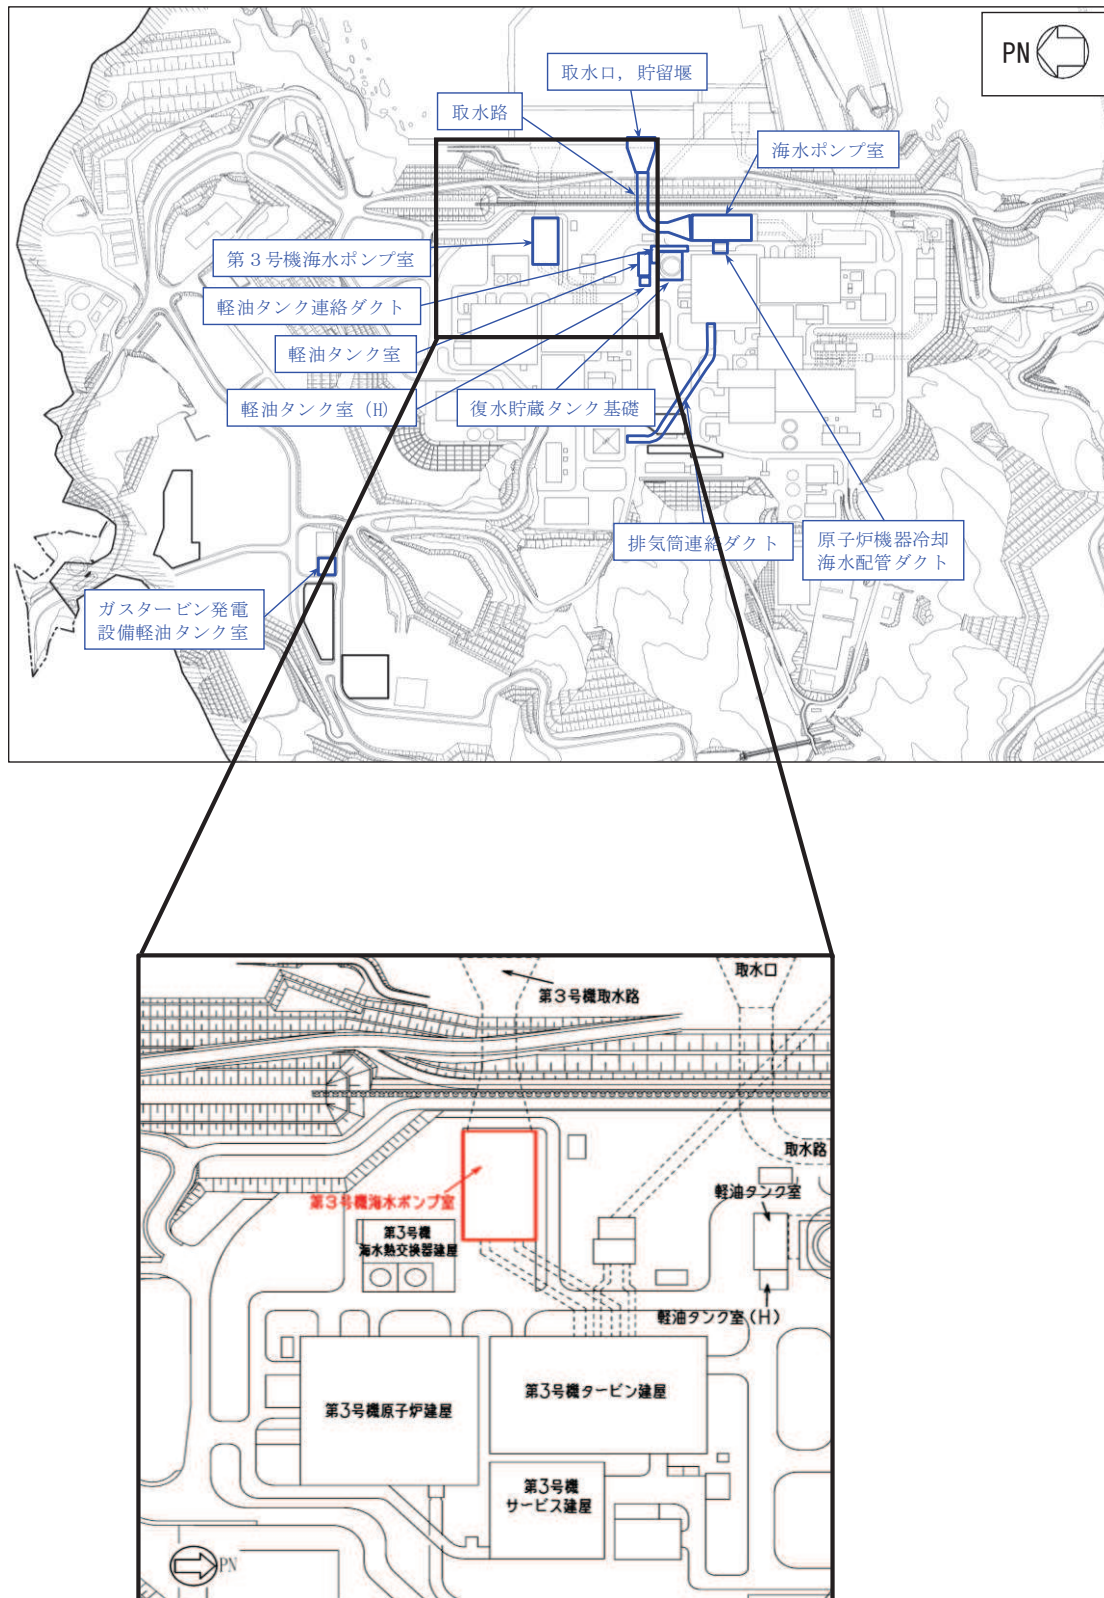 PN
取水口，貯留堰
取水路
海水ポンプ室
第３号機海水ポンプ室
軽油タンク連絡ダクト
軽油タンク室
軽油タンク室（H）
復水貯蔵タンク基礎
排気筒連絡ダクト
原子炉機器冷却
海水配管ダクト
ガスタービン発電
設備軽油タンク室
取水口
第３号機取水路
取水路
軽油タンク室
第３号機海水ポンプ室
第３号機
海水熱交換器建屋
軽油タンク室（H）
第３号機タービン建屋
第３号機原子炉建屋
第３号機
サービス建屋
PN